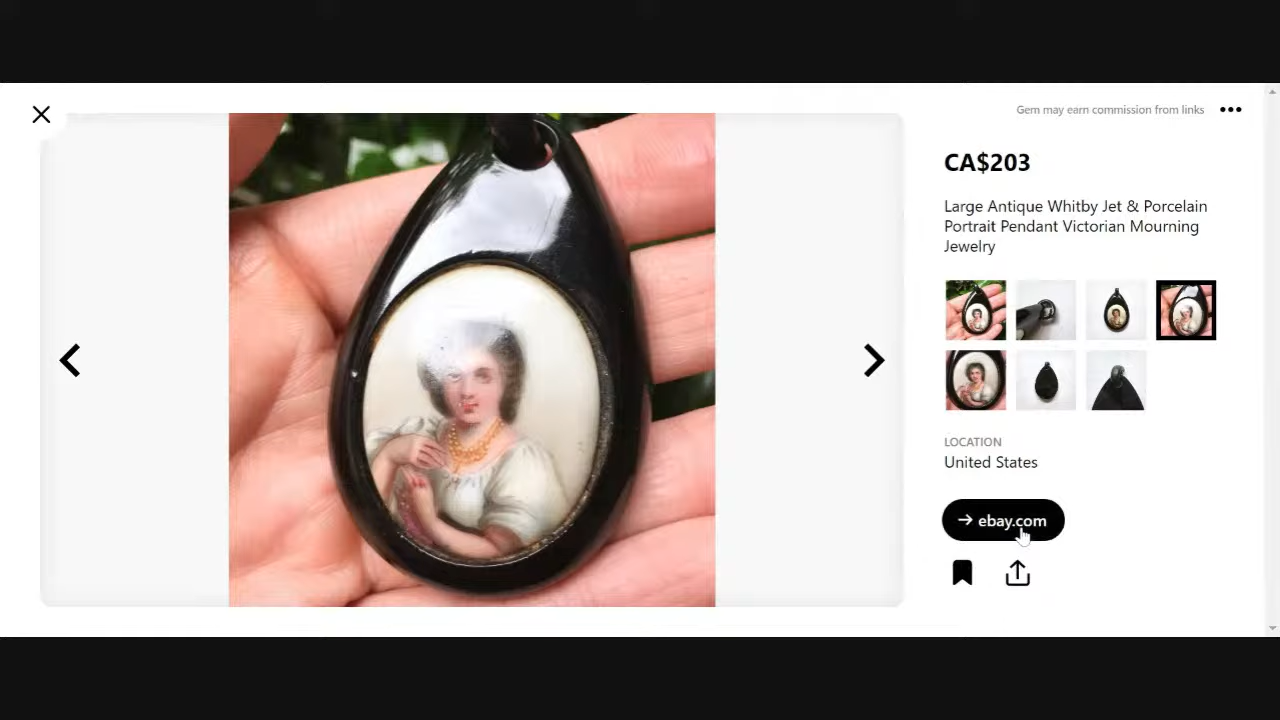 Gem may earn commission from links
CA$203
Large Antique Whitby Jet & Porcelain
Portrait Pendant Victorian Mourning
Jewelry
LOCATION
United States
ebay.com